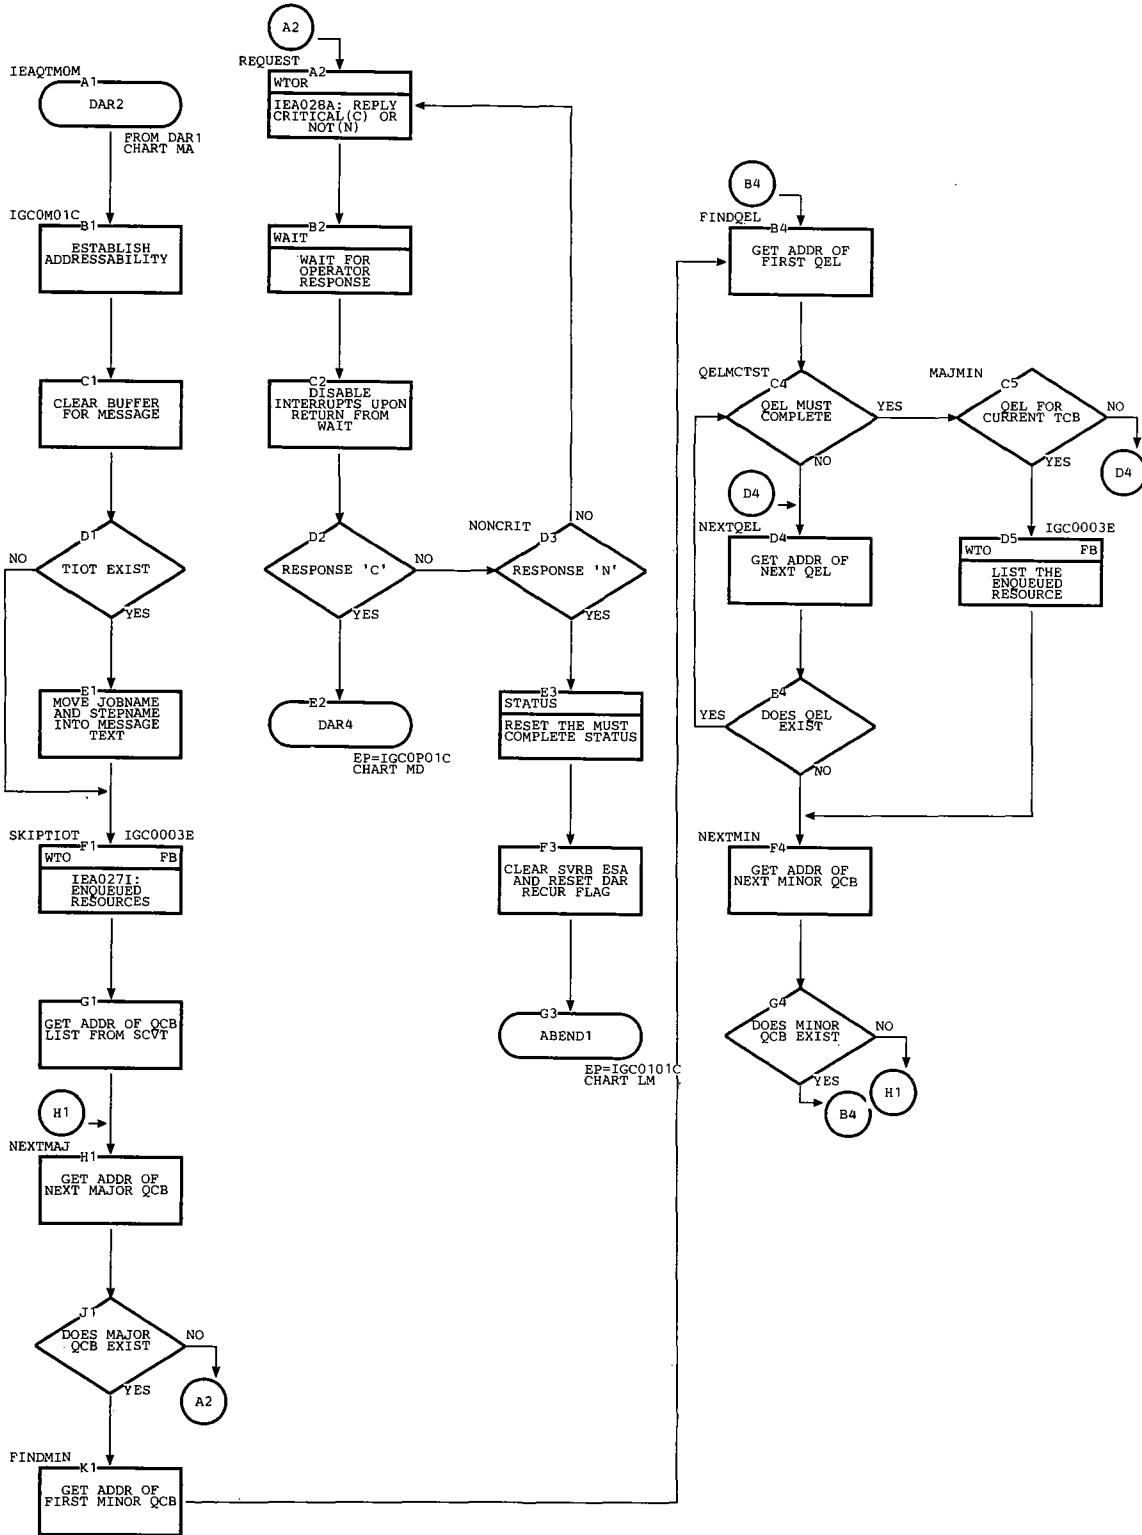 IEAQTMOM
A1
DAR2
FROM DAR1
CHART MA
IGC0M01C
B1
ESTABLISH
ADDRESSABILITY
C1
CLEAR BUFFER
FOR MESSAGE
D1
NO
TIOT EXIST
YES
E1
MOVE JOBNAME
AND STEPNAME
INTO MESSAGE
TEXT
SKIPTIOT
IGC0003E
F1
WTO FB
IEA027I:
ENQUEUED
RESOURCES
G1
GET ADDR OF QCB
LIST FROM SCVT
H1
NEXTMAJ
H1
GET ADDR OF
NEXT MAJOR QCB
J1
DOES MAJOR
QCB EXIST
NO
YES
A2
FINDMIN
K1
GET ADDR OF
FIRST MINOR QCB
A2
REQUEST
A2
WTOR
IEA028A: REPLY
CRITICAL(C) OR
NOT(N)
B2
WAIT
WAIT FOR
OPERATOR
RESPONSE
C2
DISABLE
INTERRUPTS UPON
RETURN FROM
WAIT
D2
RESPONSE 'C'
NO
YES
E2
DAR4
EP=IGC0P01C
CHART MD
NONCRIT
D3
NO
RESPONSE 'N'
YES
E3
STATUS
RESET THE MUST
COMPLETE STATUS
F3
CLEAR SVRB ESA
AND RESET DAR
RECUR FLAG
G3
ABEND1
EP=IGC0101C
CHART LM
B4
FINDQEL
B4
GET ADDR OF
FIRST QEL
QELMCTST
C4
QEL MUST
COMPLETE
YES
NO
D4
NEXTQEL
D4
GET ADDR OF
NEXT QEL
E4
YES
DOES QEL
EXIST
NO
NEXTMIN
F4
GET ADDR OF
NEXT MINOR QCB
G4
DOES MINOR
QCB EXIST
NO
YES
B4
H1
MAJMIN
C5
QEL FOR
CURRENT TCB
NO
YES
D4
IGC0003E
D5
WTO FB
LIST THE
ENQUEUED
RESOURCE